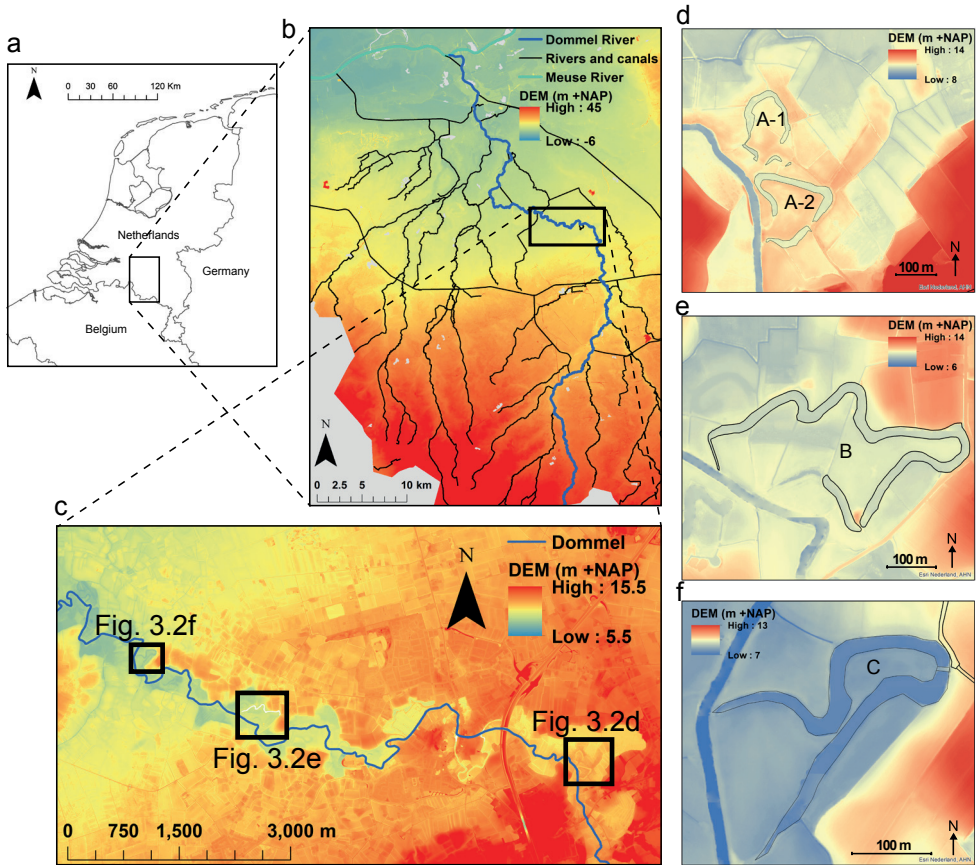 a
N
0 30 60 120 Km
Netherlands
Germany
Belgium
b
Dommel River
Rivers and canals
Meuse River
DEM (m +NAP)
High : 45
Low : -6
N
0 2.5 5 10 km
c
Dommel
N
DEM (m +NAP)
High : 15.5
Low : 5.5
Fig. 3.2f
Fig. 3.2e
Fig. 3.2d
0 750 1,500 3,000 m
d
DEM (m +NAP)
High : 14
Low : 8
A-1
A-2
N
100 m
Esri Nederland, AHN
e
DEM (m +NAP)
High : 14
Low : 6
B
N
100 m
Esri Nederland, AHN
f
DEM (m +NAP)
High : 13
Low : 7
C
N
100 m
Esri Nederland, AHN